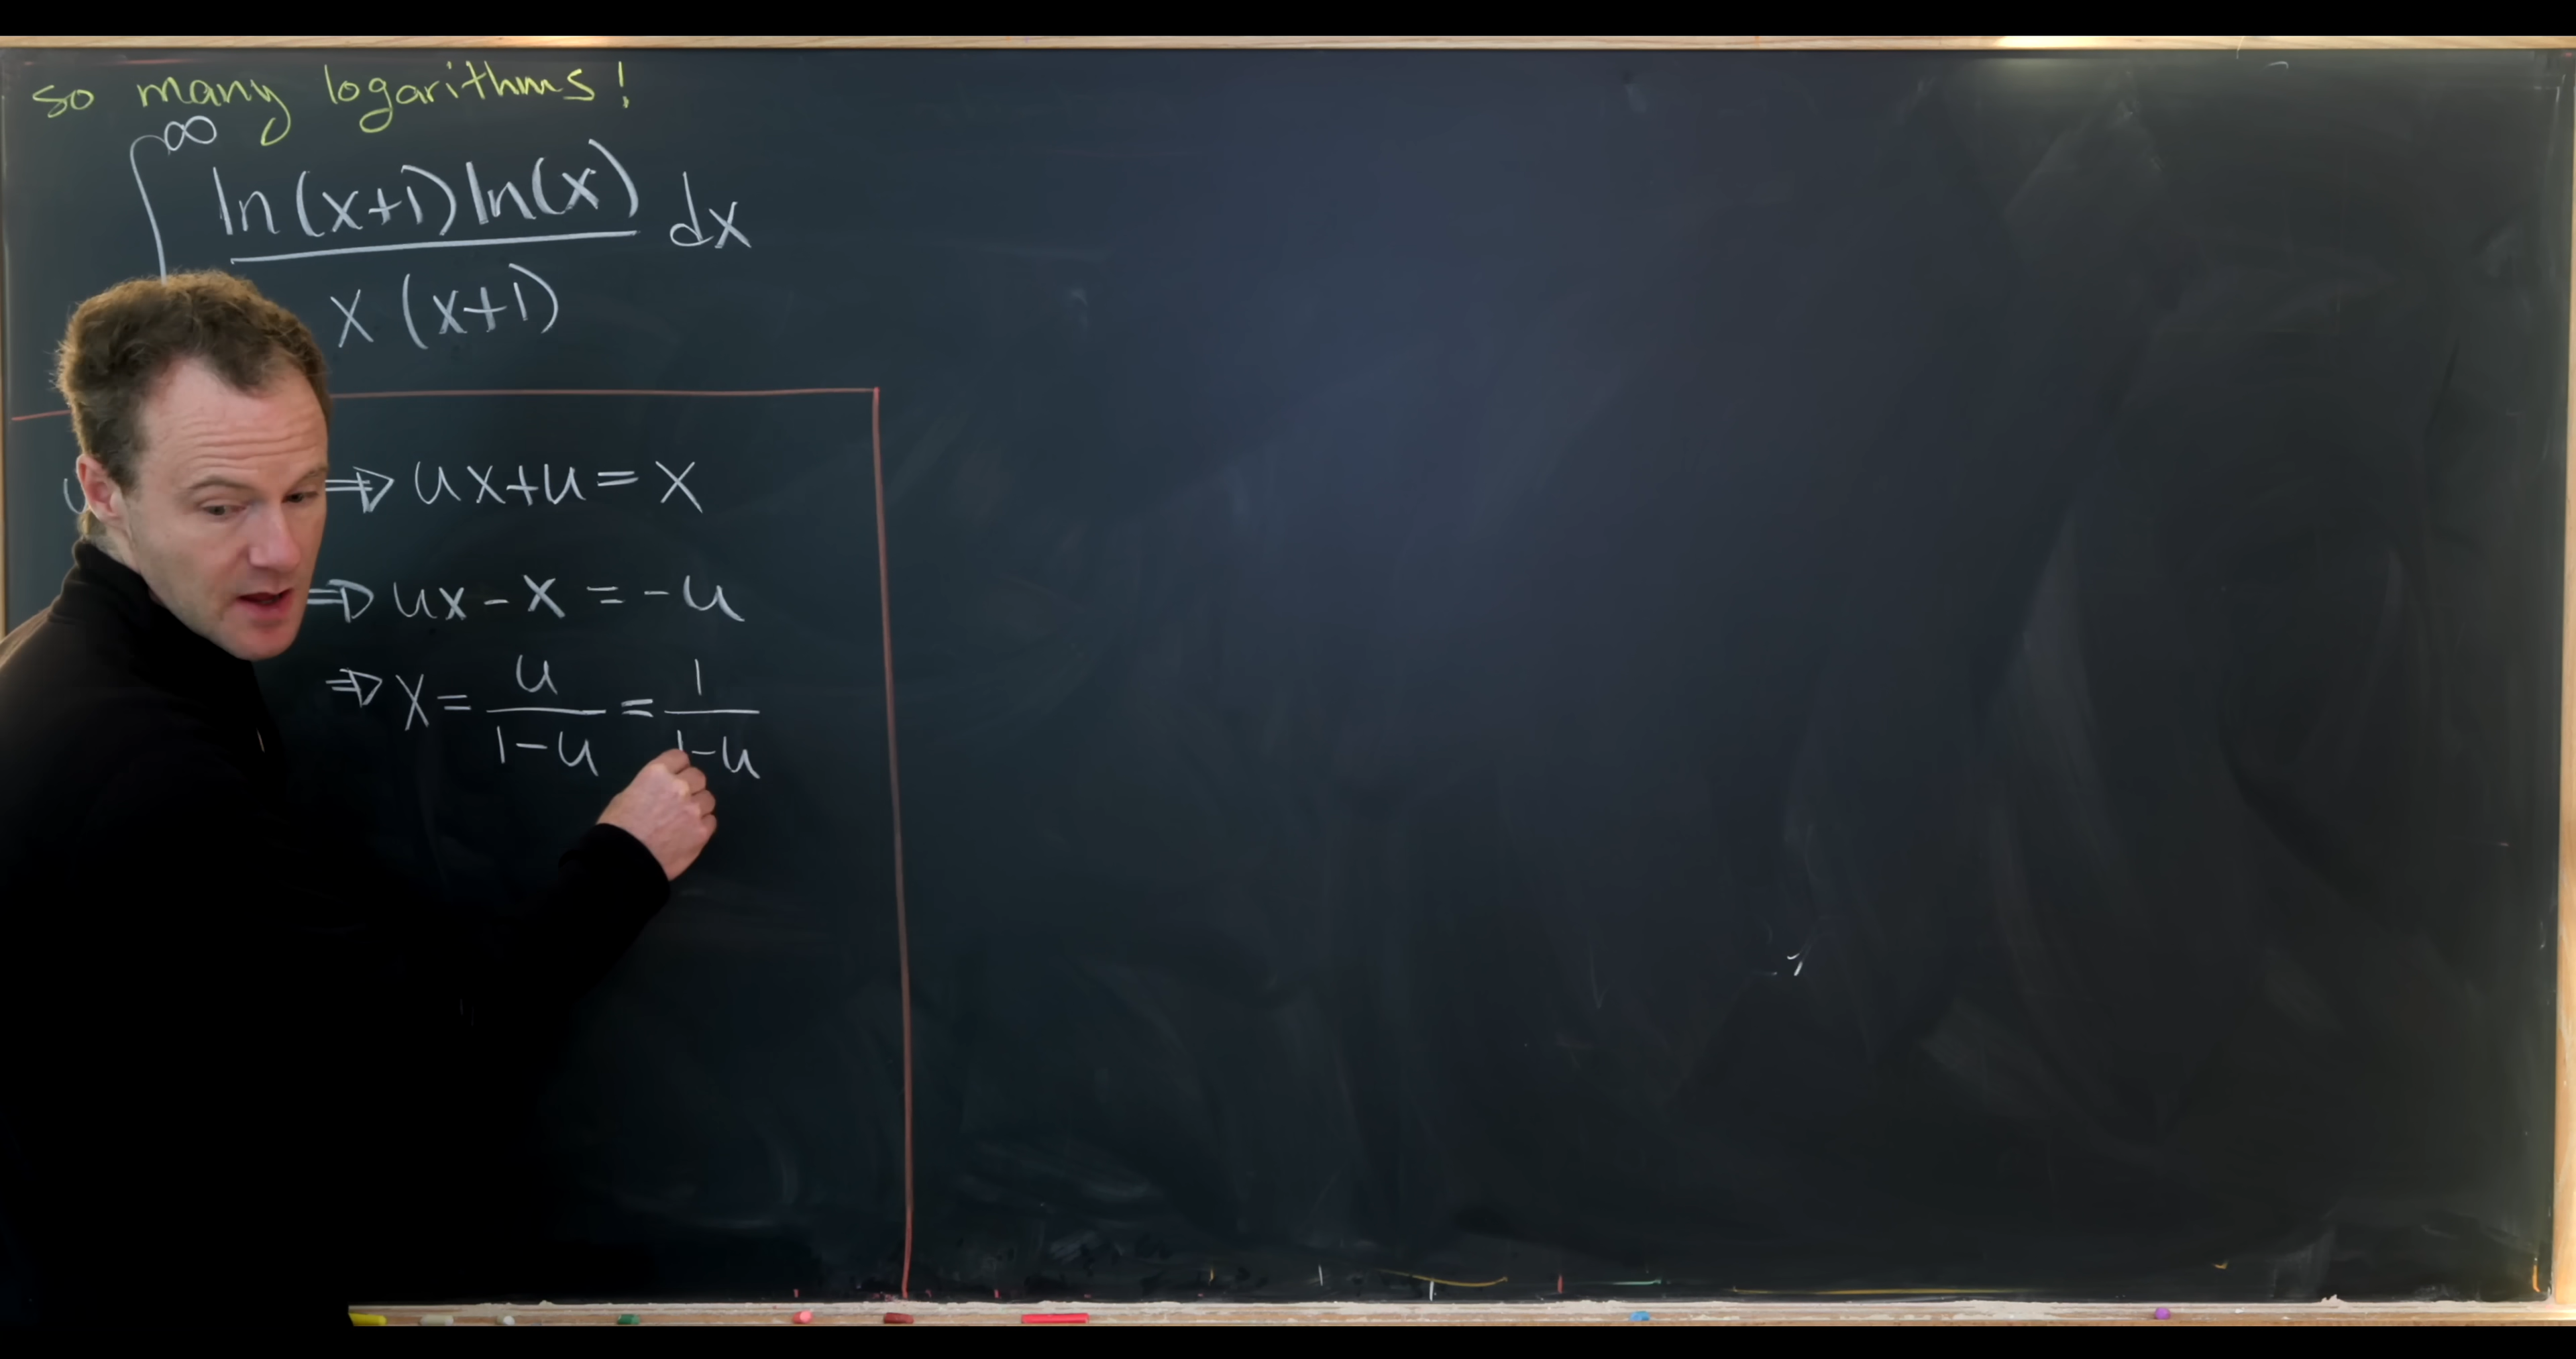 so many logarithms!
∫^∞ ln(x+1)ln(x) / x(x+1) dx
⇒ ux+u=x
⇒ ux-x=-u
⇒ x = u/(1-u) = 1/(1-u)